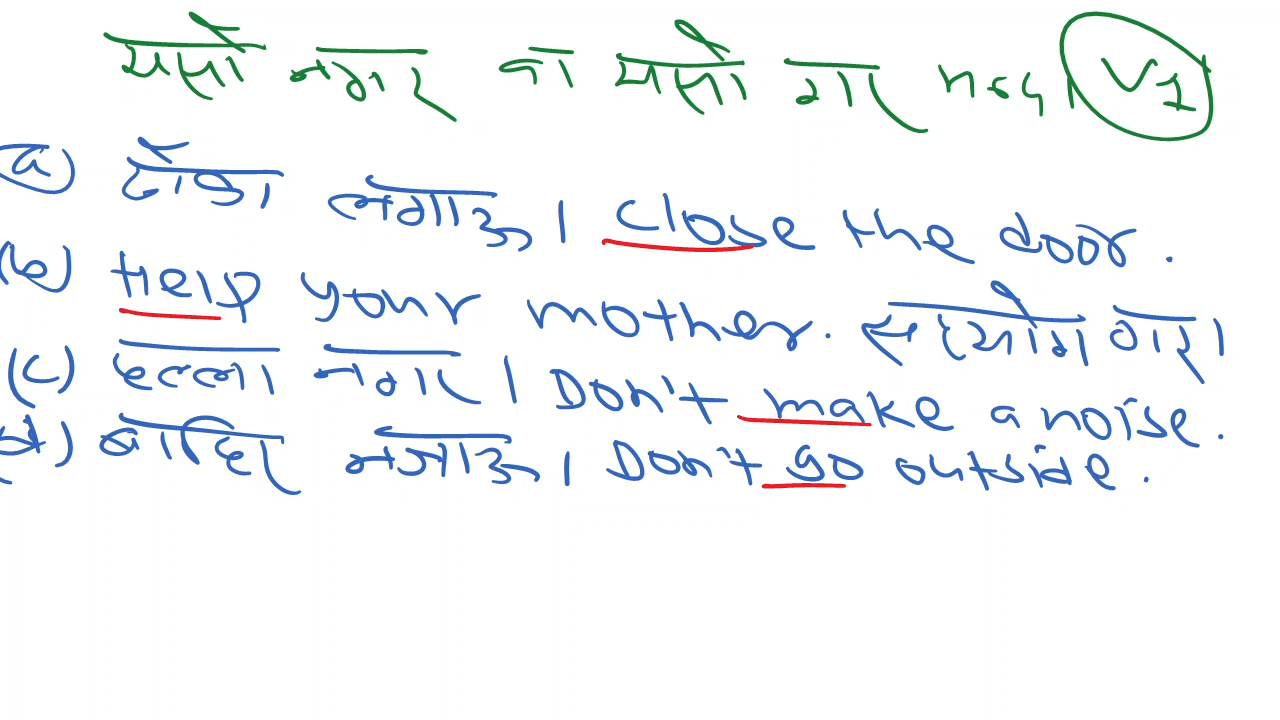 यसो नगर वा यसो गर भन्दा V1
(a) ढोका लगाऊ। Close the door.
(b) Help your mother. सहयोग गर।
(c) हल्ला नगर। Don't make a noise.
(d) बाहिर नजाऊ। Don't go outside.